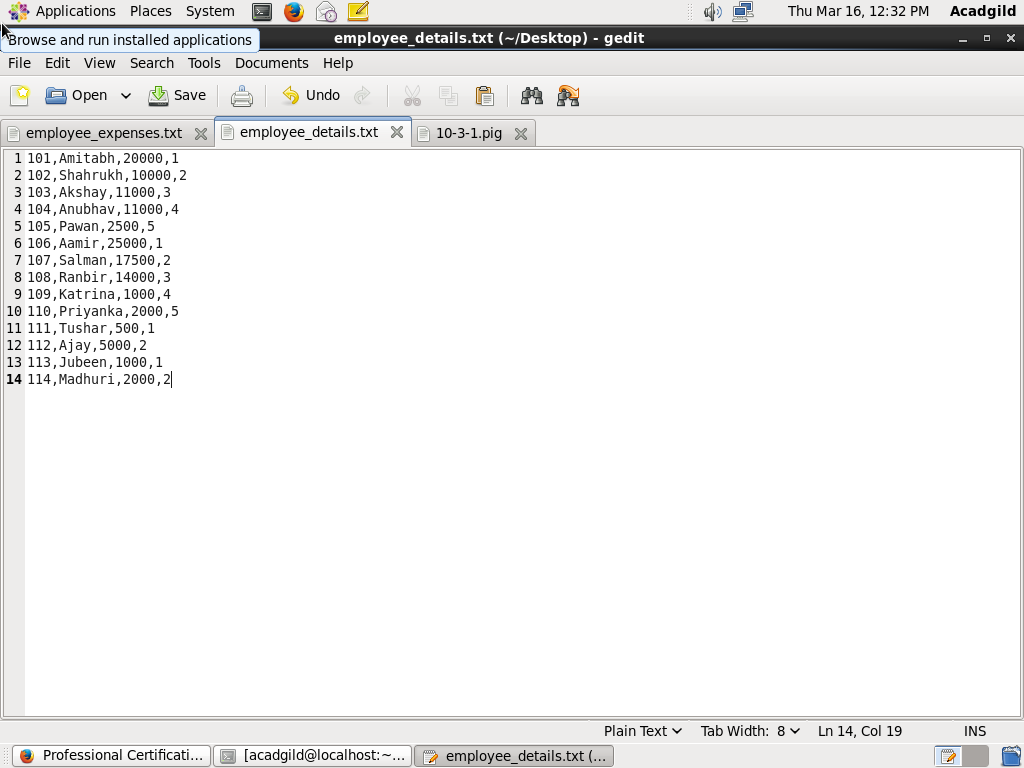 Applications Places System Thu Mar 16, 12:32 PM Acadgild
Browse and run installed applications
employee_details.txt (~/Desktop) - gedit
File Edit View Search Tools Documents Help
Open Save Undo
employee_expenses.txt employee_details.txt 10-3-1.pig
1 101,Amitabh,20000,1
2 102,Shahrukh,10000,2
3 103,Akshay,11000,3
4 104,Anubhav,11000,4
5 105,Pawan,2500,5
6 106,Aamir,25000,1
7 107,Salman,17500,2
8 108,Ranbir,14000,3
9 109,Katrina,1000,4
10 110,Priyanka,2000,5
11 111,Tushar,500,1
12 112,Ajay,5000,2
13 113,Jubeen,1000,1
14 114,Madhuri,2000,2
Plain Text Tab Width: 8 Ln 14, Col 19 INS
Professional Certificati... [acadgild@localhost:~... employee_details.txt (...